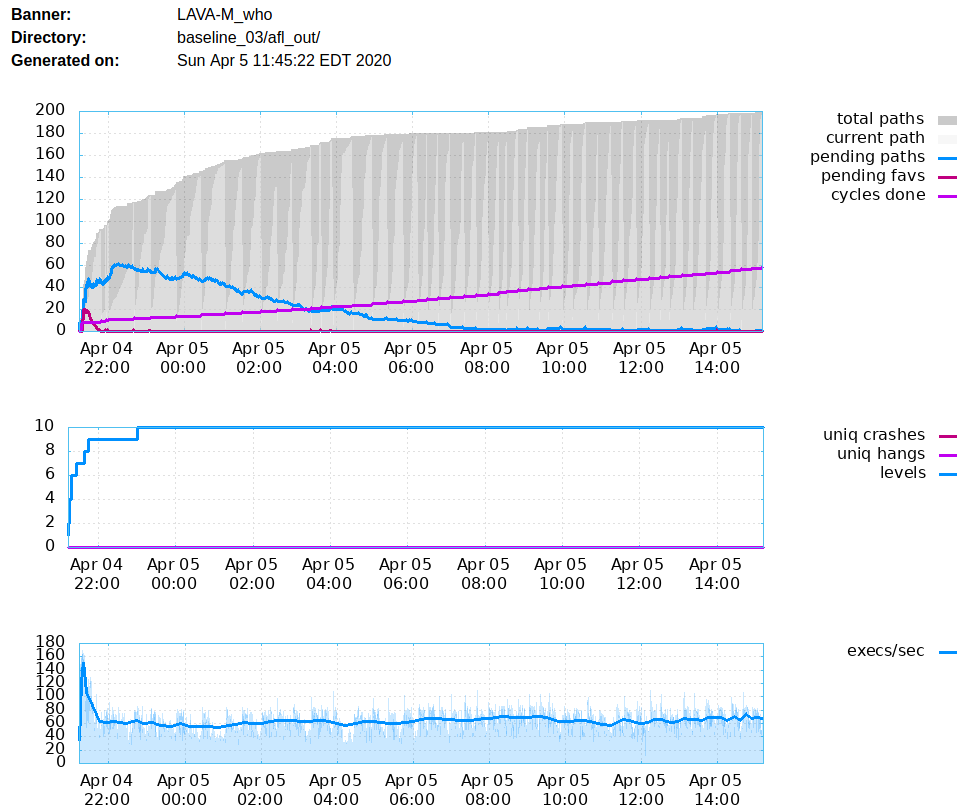 Banner: LAVA-M_who
Directory: baseline_03/afl_out/
Generated on: Sun Apr 5 11:45:22 EDT 2020
200
180
160
140
120
100
80
60
40
20
0
Apr 04 Apr 05 Apr 05 Apr 05 Apr 05 Apr 05 Apr 05 Apr 05 Apr 05
22:00 00:00 02:00 04:00 06:00 08:00 10:00 12:00 14:00
total paths
current path
pending paths
pending favs
cycles done
10
8
6
4
2
0
Apr 04 Apr 05 Apr 05 Apr 05 Apr 05 Apr 05 Apr 05 Apr 05 Apr 05
22:00 00:00 02:00 04:00 06:00 08:00 10:00 12:00 14:00
uniq crashes
uniq hangs
levels
180
160
140
120
100
80
60
40
20
0
Apr 04 Apr 05 Apr 05 Apr 05 Apr 05 Apr 05 Apr 05 Apr 05 Apr 05
22:00 00:00 02:00 04:00 06:00 08:00 10:00 12:00 14:00
execs/sec